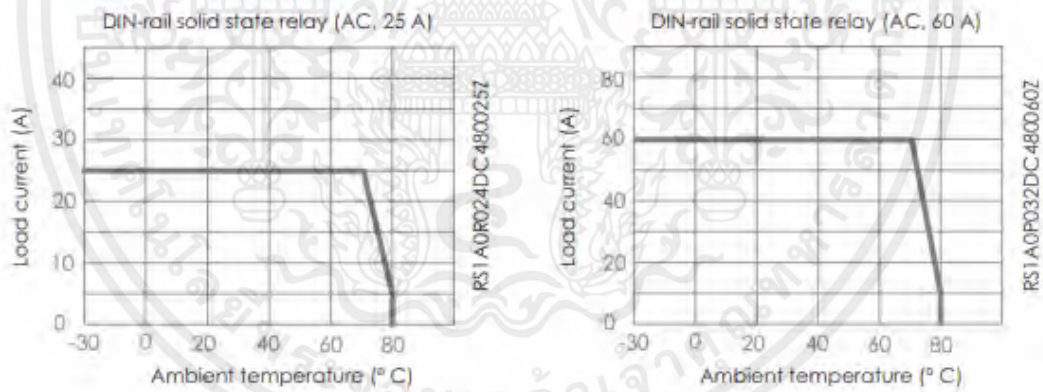 DIN-rail solid state relay (AC, 25 A)
40
30
20
10
0
-30
0
20
40
60
80
Load current (A)
Ambient temperature (° C)
RS1A0R024DC480025Z
DIN-rail solid state relay (AC, 60 A)
80
60
40
20
0
-30
0
20
40
60
80
Load current (A)
Ambient temperature (° C)
RS1A0P032DC480060Z